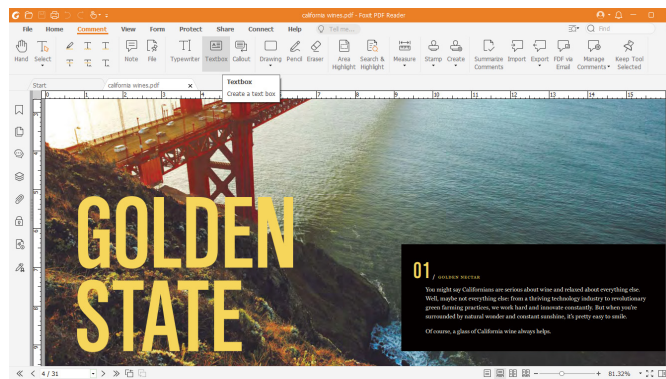 california wines.pdf - Foxit PDF Reader
File Home Comment View Form Protect Share Connect Help Tell me... Find
Hand Select Note File Typewriter Textbox Callout Drawing Pencil Eraser Area Highlight Search & Highlight Measure Stamp Create Summarize Comments Import Export FDF via Email Manage Comments Keep Tool Selected
Start california wines.pdf x
Textbox
Create a text box
GOLDEN
STATE
01 / GOLDEN NECTAR
You might say Californians are serious about wine and relaxed about everything else.
Well, maybe not everything else: from a thriving technology industry to revolutionary
green farming practices, we work hard and innovate constantly. But when you're
surrounded by natural wonder and constant sunshine, it's pretty easy to smile.
Of course, a glass of California wine always helps.
4 / 31 81.32%